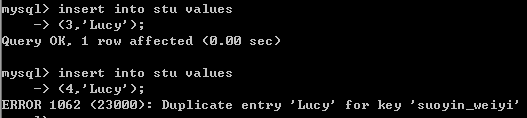 mysql> insert into stu values
    -> (3,'Lucy');
Query OK, 1 row affected (0.00 sec)

mysql> insert into stu values
    -> (4,'Lucy');
ERROR 1062 (23000): Duplicate entry 'Lucy' for key 'suoyin_weiyi'